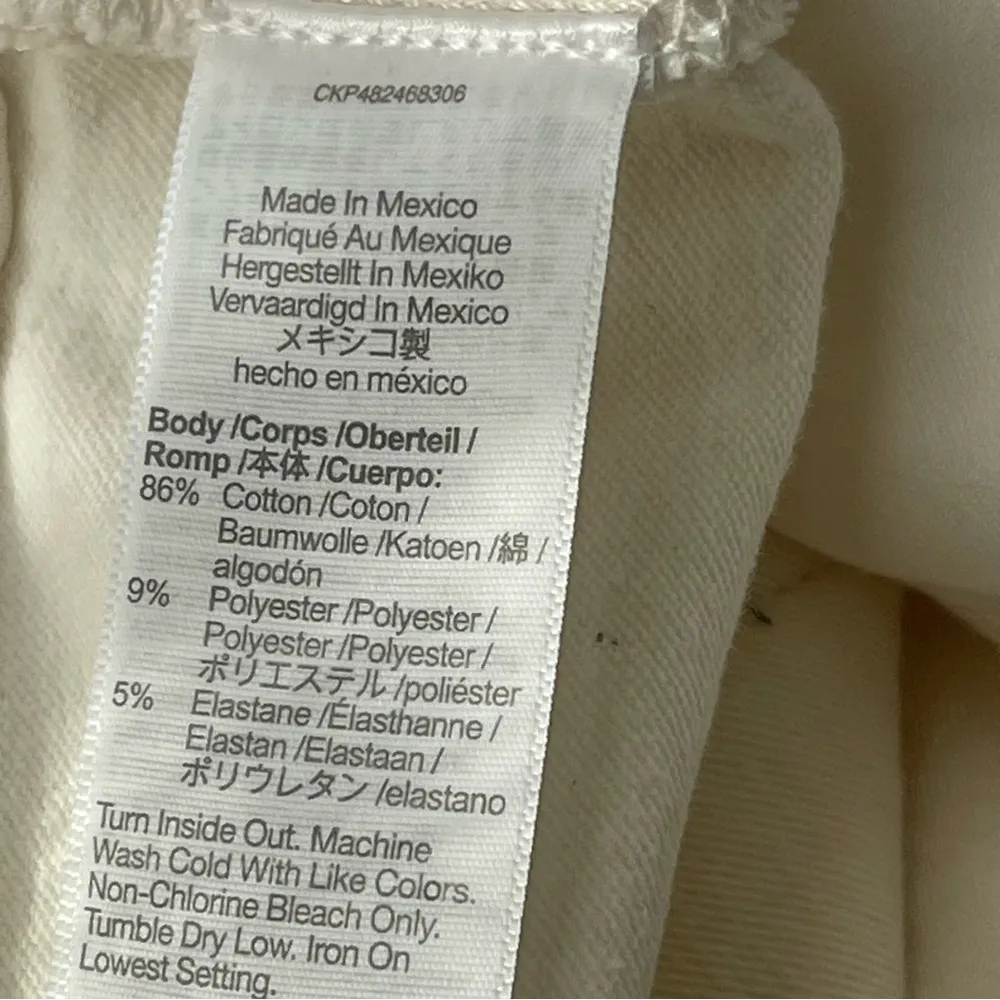 CKP482468306
Made In Mexico
Fabriqué Au Mexique
Hergestellt In Mexiko
Vervaardigd In Mexico
メキシコ製
hecho en méxico
Body /Corps /Oberteil /
Romp /本体 /Cuerpo:
86% Cotton /Coton /
Baumwolle /Katoen /綿 /
algodón
9% Polyester /Polyester /
Polyester /Polyester /
ポリエステル /poliéster
5% Elastane /Élasthanne /
Elastan /Elastaan /
ポリウレタン /elastano
Turn Inside Out. Machine
Wash Cold With Like Colors.
Non-Chlorine Bleach Only.
Tumble Dry Low. Iron On
Lowest Setting.